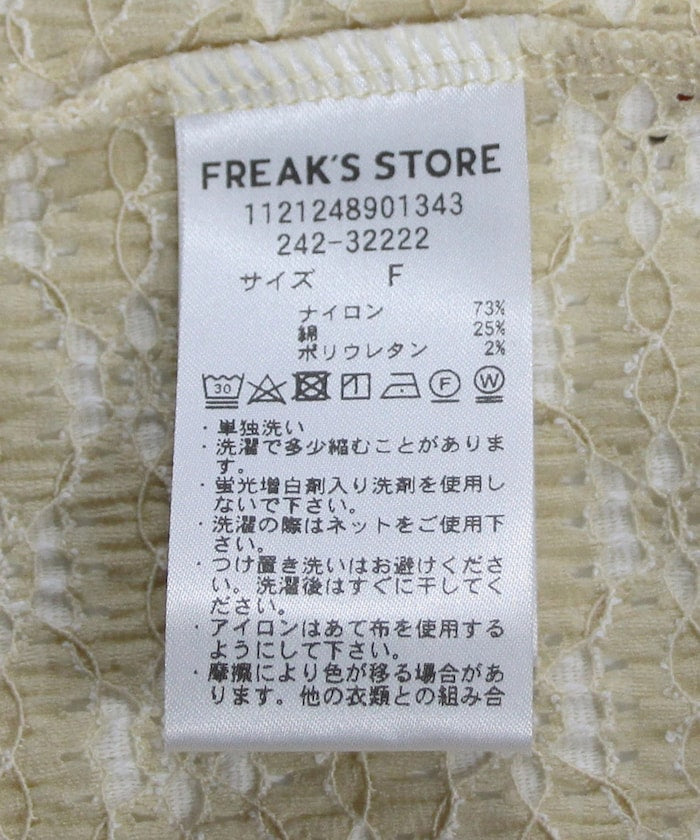 FREAK'S STORE
1121248901343
242-32222
サイズ F
ナイロン 73%
綿 25%
ポリウレタン 2%
30 F W
・単独洗い
・洗濯で多少縮むことがありま
す。
・蛍光増白剤入り洗剤を使用し
ないで下さい。
・洗濯の際はネットをご使用下
さい。
・つけ置き洗いはお避けくださ
い。洗濯後はすぐに干してく
ださい。
・アイロンはあて布を使用する
ようにして下さい。
・摩擦により色が移る場合があ
ります。他の衣類との組み合